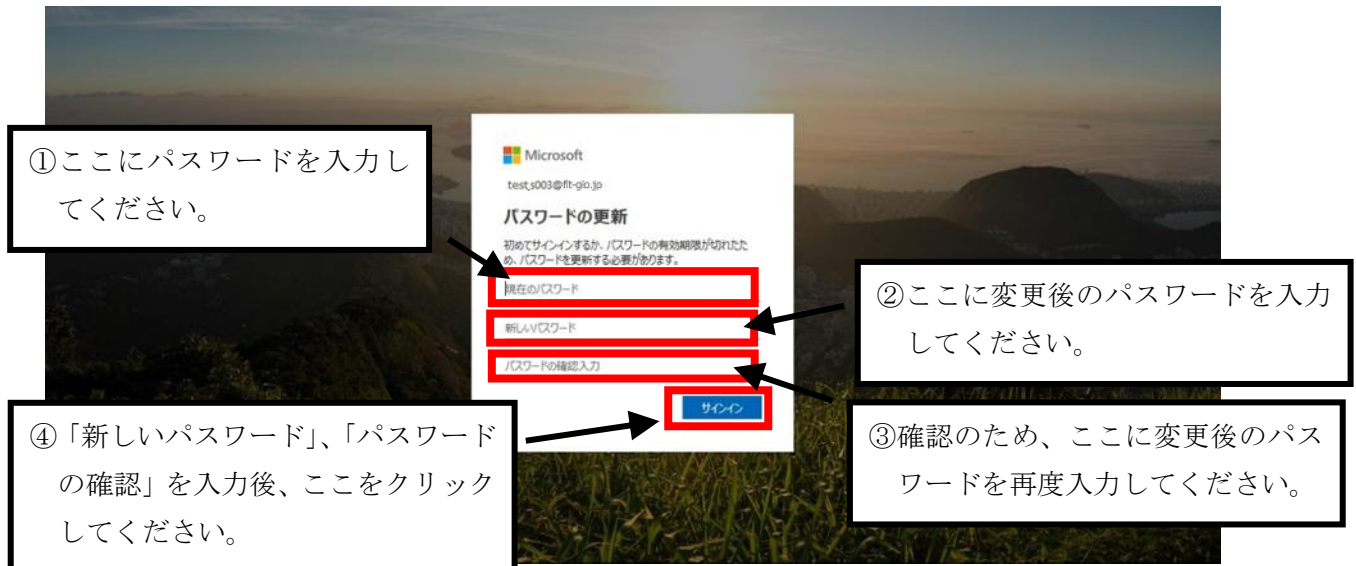 ①ここにパスワードを入力し
てください。
Microsoft
test_s003@fit-glo.jp
パスワードの更新
初めてサインインするか、パスワードの有効期限が切れたた
め、パスワードを更新する必要があります。
現在のパスワード
新しいパスワード
パスワードの確認入力
サインイン
②ここに変更後のパスワードを入力
してください。
③確認のため、ここに変更後のパス
ワードを再度入力してください。
④「新しいパスワード」、「パスワード
の確認」を入力後、ここをクリック
してください。